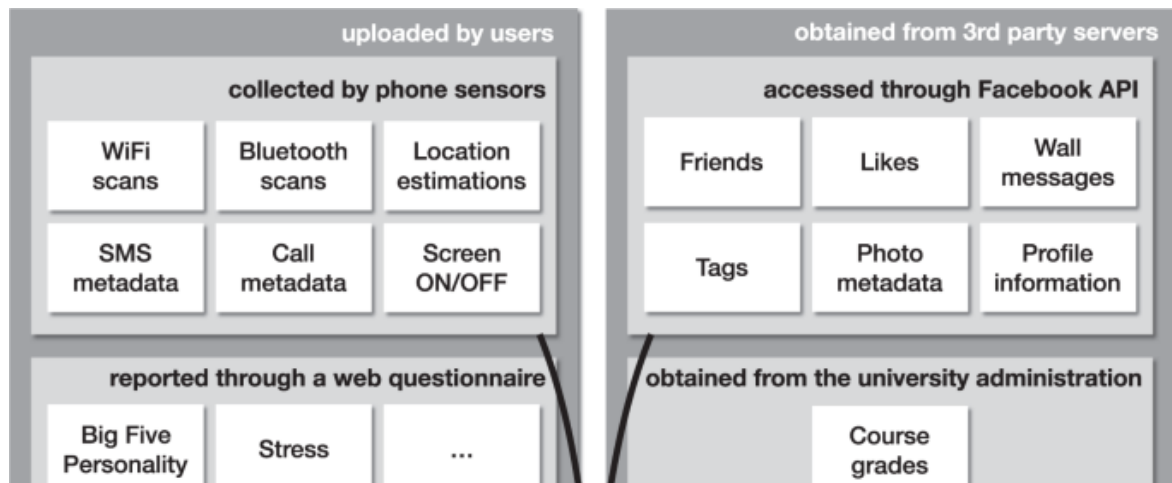 uploaded by users
collected by phone sensors
WiFi
scans
Bluetooth
scans
Location
estimations
SMS
metadata
Call
metadata
Screen
ON/OFF
reported through a web questionnaire
Big Five
Personality
Stress
...
obtained from 3rd party servers
accessed through Facebook API
Friends
Likes
Wall
messages
Tags
Photo
metadata
Profile
information
obtained from the university administration
Course
grades